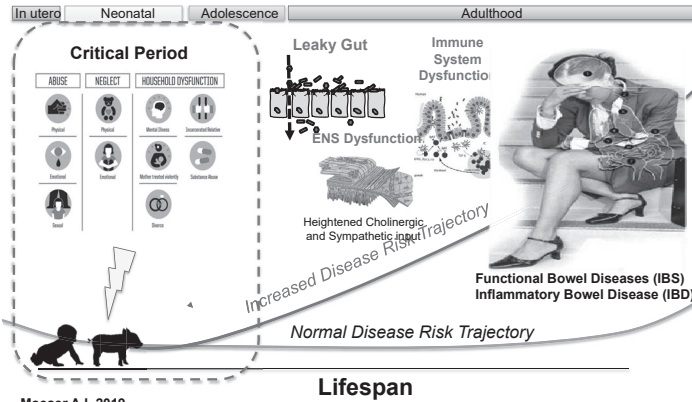 In utero
Neonatal
Adolescence
Adulthood
Critical Period
ABUSE
NEGLECT
HOUSEHOLD DYSFUNCTION
Physical
Physical
Mental Illness
Incarcerated Relative
Emotional
Emotional
Mother treated violently
Substance Abuse
Sexual
Divorce
Leaky Gut
Immune
System
Dysfunction
ENS Dysfunction
Heightened Cholinergic
and Sympathetic input
Increased Disease Risk Trajectory
Functional Bowel Diseases (IBS)
Inflammatory Bowel Disease (IBD)
Normal Disease Risk Trajectory
Lifespan